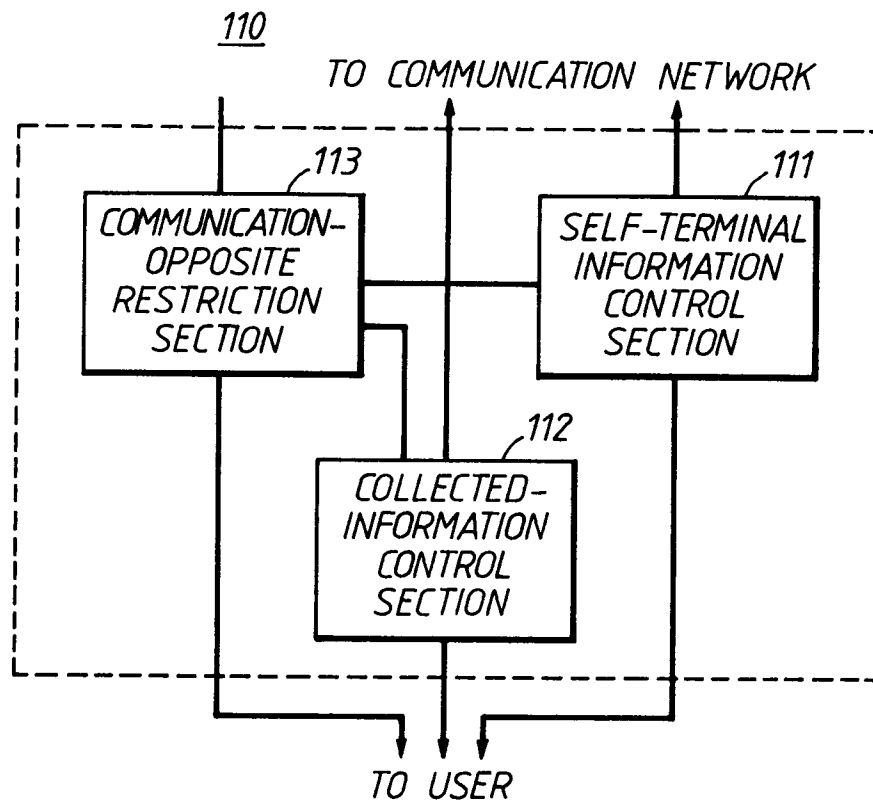 110
TO COMMUNICATION NETWORK
113
COMMUNICATION-
OPPOSITE
RESTRICTION
SECTION
111
SELF-TERMINAL
INFORMATION
CONTROL
SECTION
112
COLLECTED-
INFORMATION
CONTROL
SECTION
TO USER